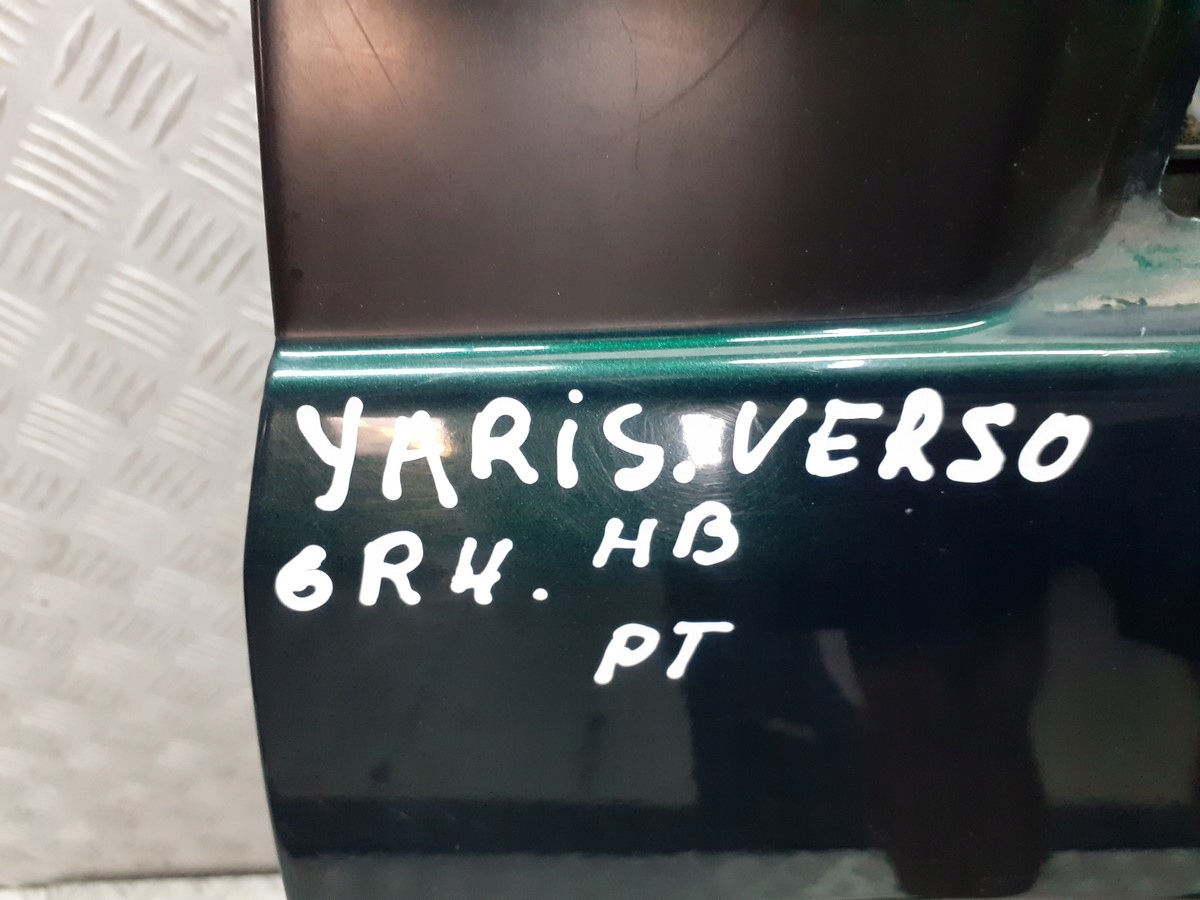 YARiS. VERSO
6R4. HB
PT